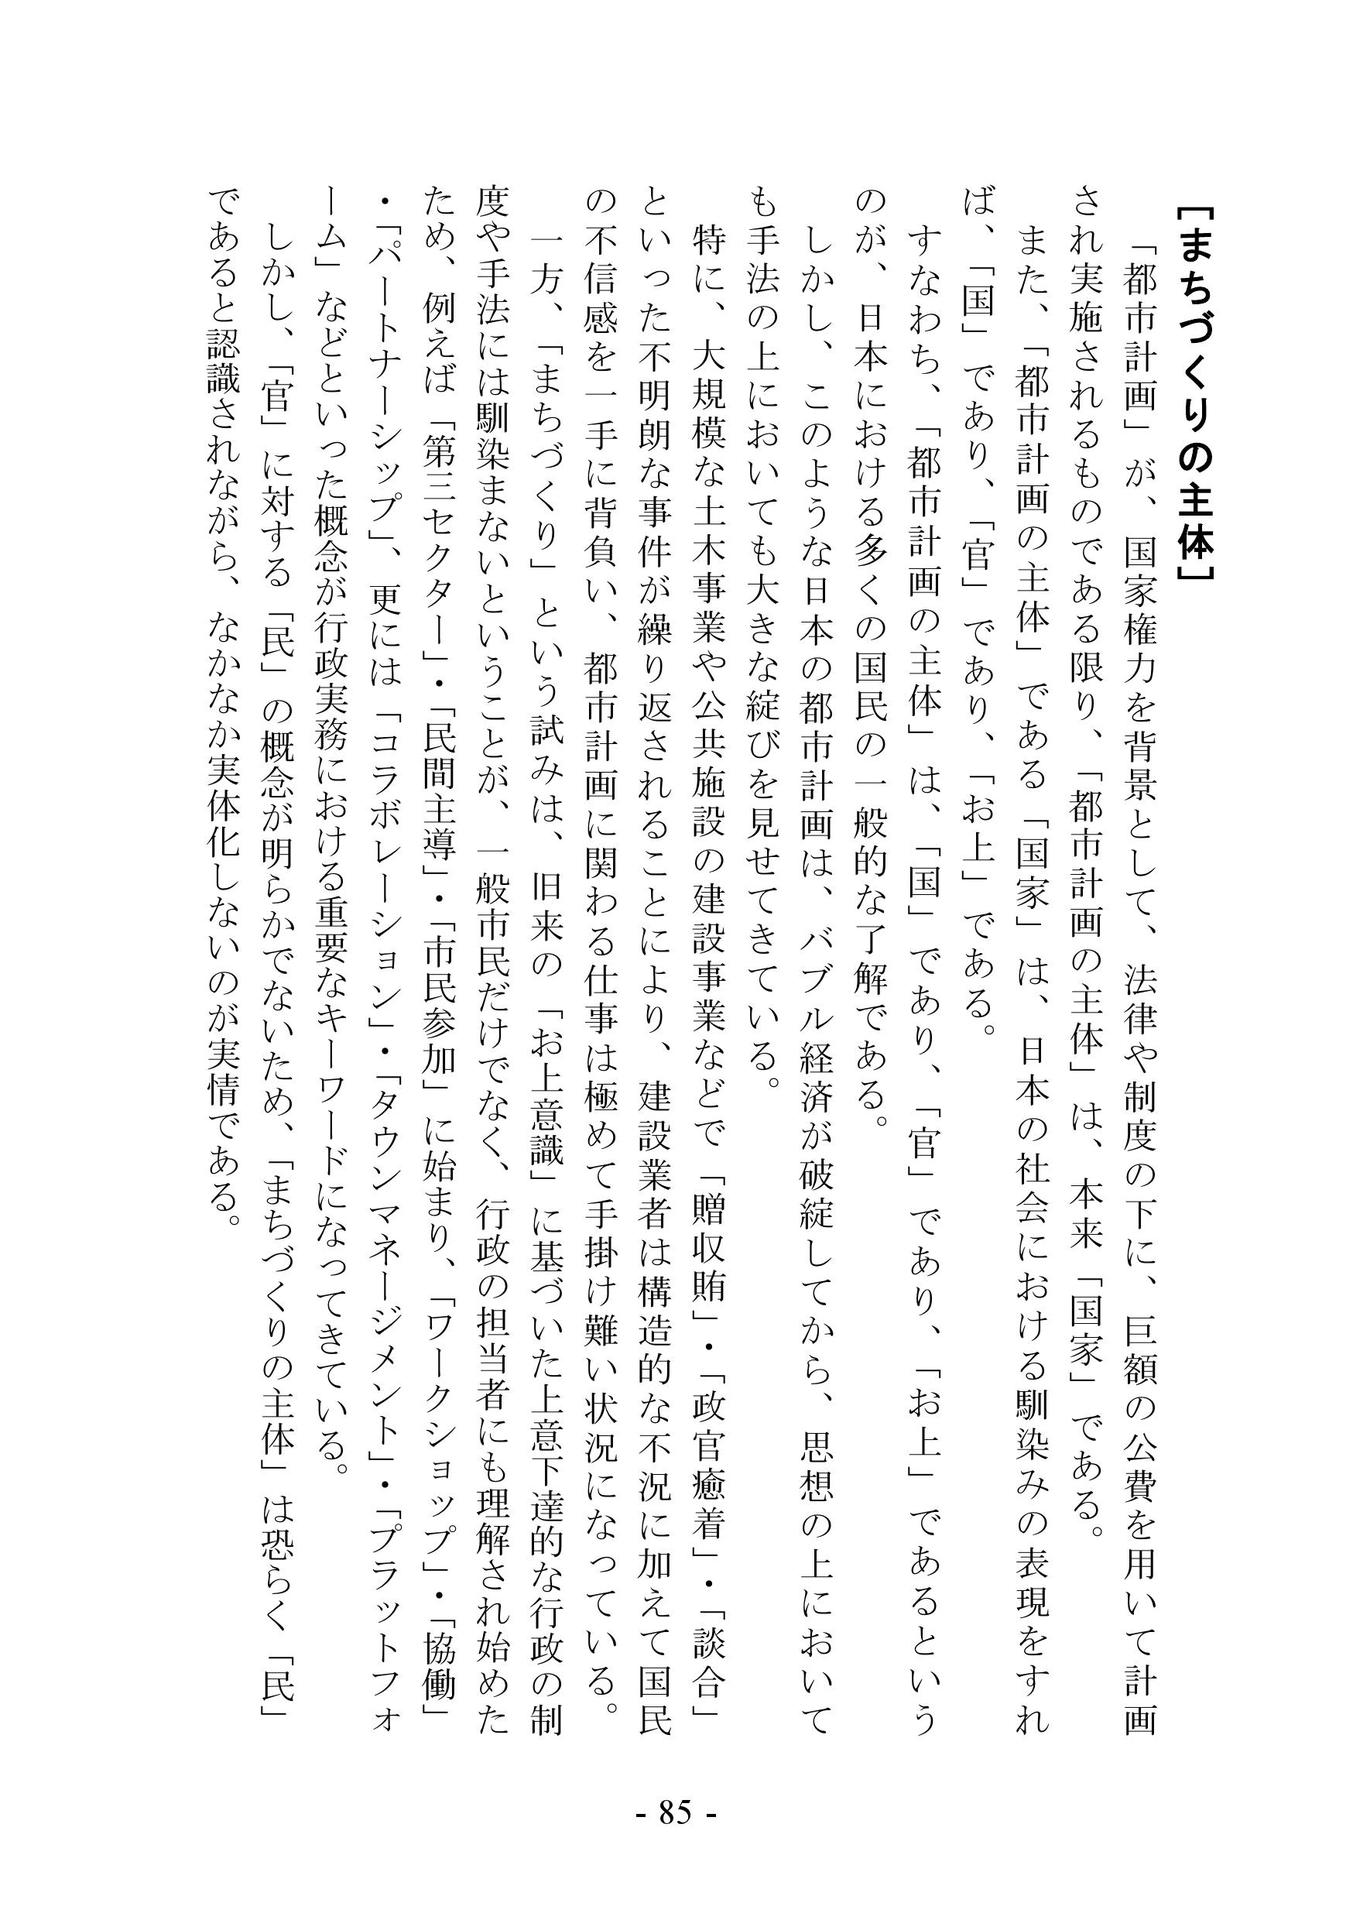 [まちづくりの主体]
「都市計画」が、国家権力を背景として、法律や制度の下に、巨額の公費を用いて計画
され実施されるものである限り、「都市計画の主体」は、本来「国家」である。
また、「都市計画の主体」である「国家」は、日本の社会における馴染みの表現をすれ
ば、「国」であり、「官」であり、「お上」である。
すなわち、「都市計画の主体」は、「国」であり、「官」であり、「お上」であるという
のが、日本における多くの国民の一般的な了解である。
しかし、このような日本の都市計画は、バブル経済が破綻してから、思想の上において
も手法の上においても大きな綻びを見せてきている。
特に、大規模な土木事業や公共施設の建設事業などで「贈収賄」・「政官癒着」・「談合」
といった不明朗な事件が繰り返されることにより、建設業者は構造的な不況に加えて国民
の不信感を一手に背負い、都市計画に関わる仕事は極めて手掛け難い状況になっている。
一方、「まちづくり」という試みは、旧来の「お上意識」に基づいた上意下達的な行政の制
度や手法には馴染まないということが、一般市民だけでなく、行政の担当者にも理解され始めた
ため、例えば「第三セクター」・「民間主導」・「市民参加」に始まり、「ワークショップ」・「協働」
・「パートナーシップ」、更には「コラボレーション」・「タウンマネージメント」・「プラットフォ
ーム」などといった概念が行政実務における重要なキーワードになってきている。
しかし、「官」に対する「民」の概念が明らかでないため、「まちづくりの主体」は恐らく「民」
であると認識されながら、なかなか実体化しないのが実情である。
- 85 -